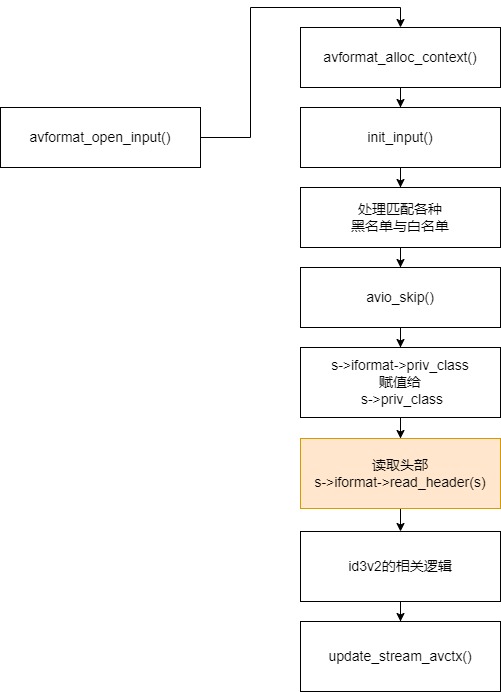 avformat_alloc_context()
avformat_open_input()
init_input()
处理匹配各种
黑名单与白名单
avio_skip()
s->iformat->priv_class
赋值给
s->priv_class
读取头部
s->iformat->read_header(s)
id3v2的相关逻辑
update_stream_avctx()